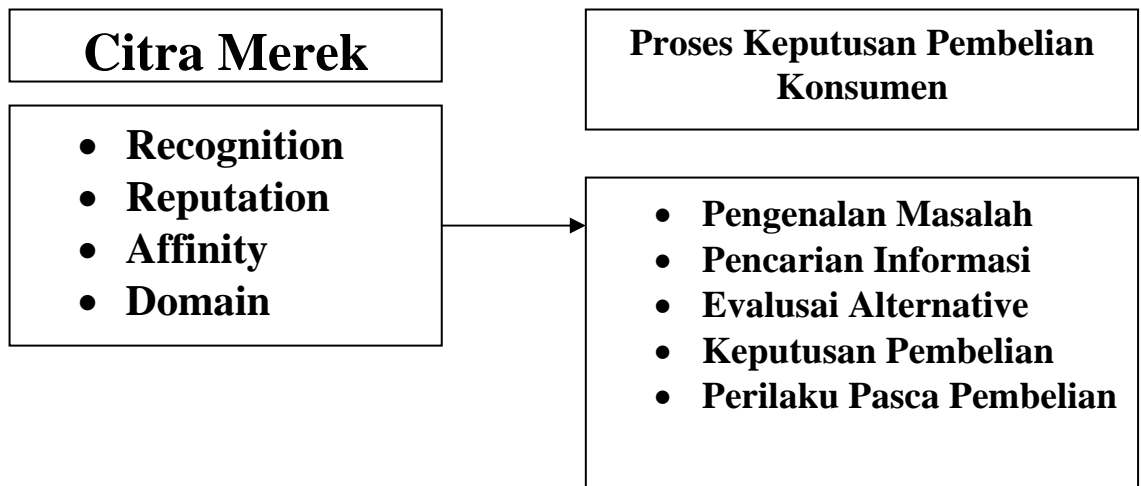 Citra Merek
• Recognition
• Reputation
• Affinity
• Domain
Proses Keputusan Pembelian
Konsumen
• Pengenalan Masalah
• Pencarian Informasi
• Evalusai Alternative
• Keputusan Pembelian
• Perilaku Pasca Pembelian